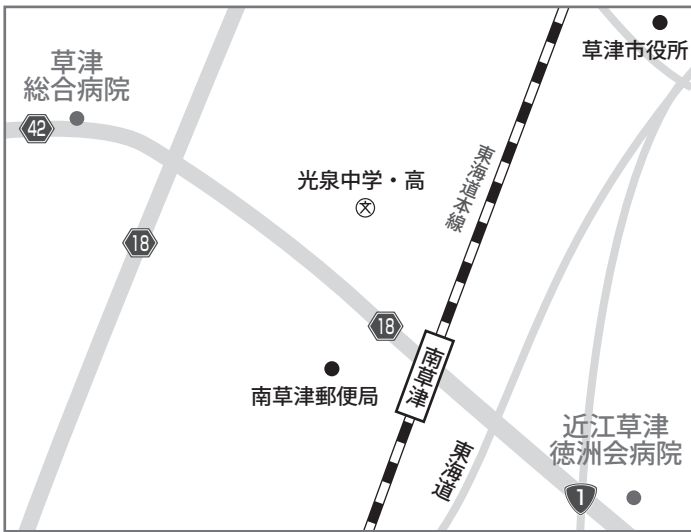 草津市役所
草津
総合病院
42
東海道本線
光泉中学・高
文
18
18
南草津
南草津郵便局
近江草津
徳洲会病院
東海道
1